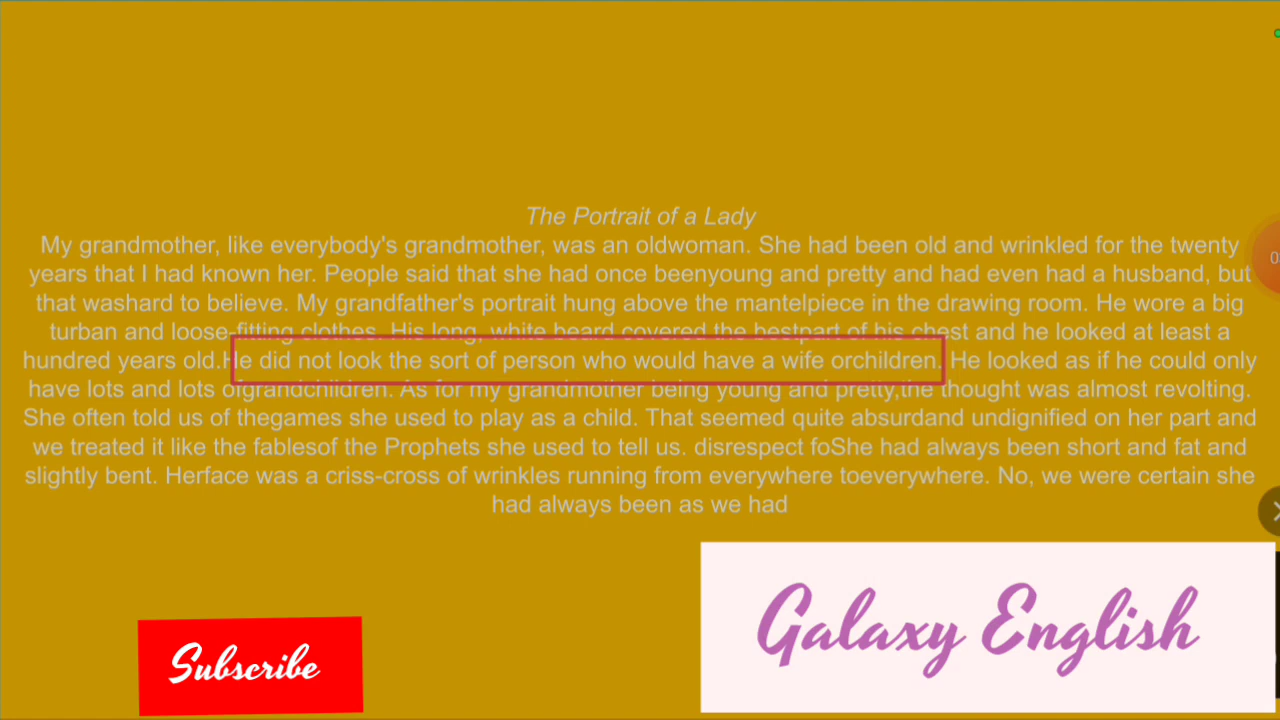 The Portrait of a Lady
My grandmother, like everybody's grandmother, was an oldwoman. She had been old and wrinkled for the twenty
years that I had known her. People said that she had once beenyoung and pretty and had even had a husband, but
that washard to believe. My grandfather's portrait hung above the mantelpiece in the drawing room. He wore a big
turban and loose-fitting clothes. His long, white beard covered the bestpart of his chest and he looked at least a
hundred years old.He did not look the sort of person who would have a wife orchildren. He looked as if he could only
have lots and lots ofgrandchildren. As for my grandmother being young and pretty,the thought was almost revolting.
She often told us of thegames she used to play as a child. That seemed quite absurdand undignified on her part and
we treated it like the fablesof the Prophets she used to tell us. disrespect foShe had always been short and fat and
slightly bent. Herface was a criss-cross of wrinkles running from everywhere toeverywhere. No, we were certain she
had always been as we had
Galaxy English
Subscribe